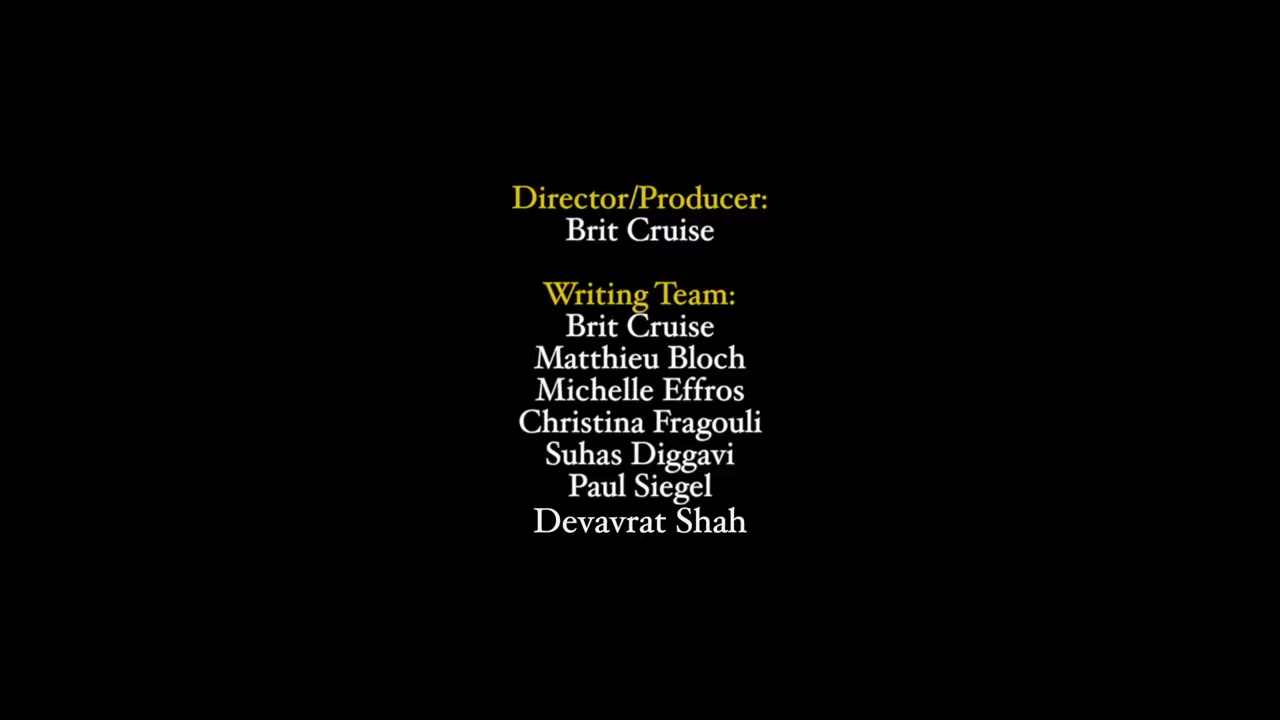 Director/Producer:
Brit Cruise
Writing Team:
Brit Cruise
Matthieu Bloch
Michelle Effros
Christina Fragouli
Suhas Diggavi
Paul Siegel
Devavrat Shah